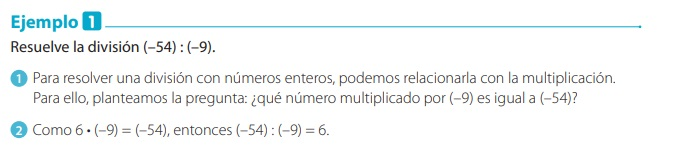 Ejemplo 1
Resuelve la división (–54) : (–9).
1 Para resolver una división con números enteros, podemos relacionarla con la multiplicación.
Para ello, planteamos la pregunta: ¿qué número multiplicado por (–9) es igual a (–54)?
2 Como 6 • (–9) = (–54), entonces (–54) : (–9) = 6.